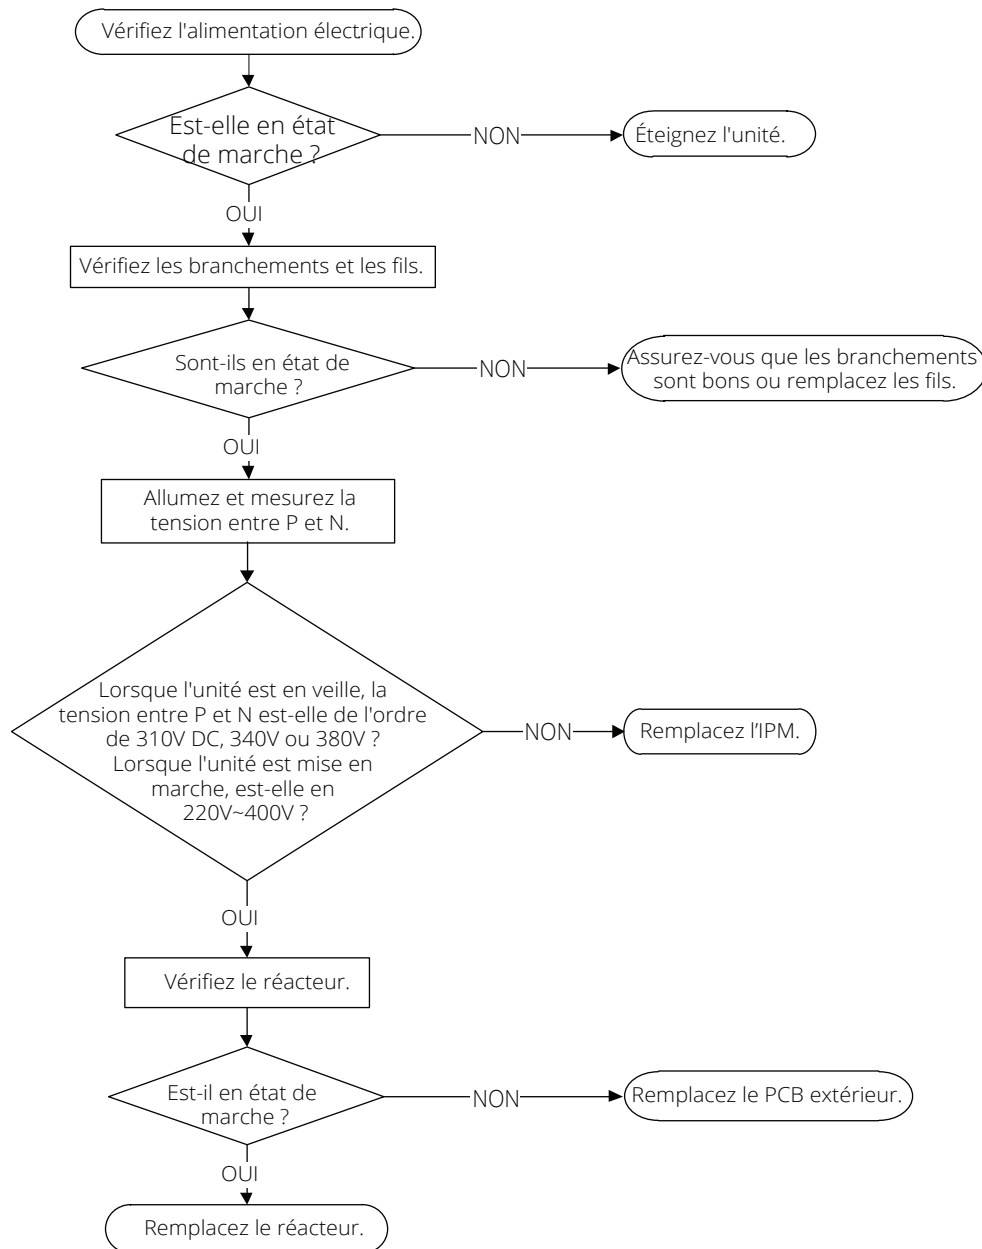 Vérifiez l'alimentation électrique.
Est-elle en état
de marche ?
NON
Éteignez l'unité.
OUI
Vérifiez les branchements et les fils.
Sont-ils en état de
marche ?
NON
Assurez-vous que les branchements
sont bons ou remplacez les fils.
OUI
Allumez et mesurez la
tension entre P et N.
Lorsque l'unité est en veille, la
tension entre P et N est-elle de l'ordre
de 310V DC, 340V ou 380V ?
Lorsque l'unité est mise en
marche, est-elle en
220V~400V ?
NON
Remplacez l’IPM.
OUI
Vérifiez le réacteur.
Est-il en état de
marche ?
NON
Remplacez le PCB extérieur.
OUI
Remplacez le réacteur.